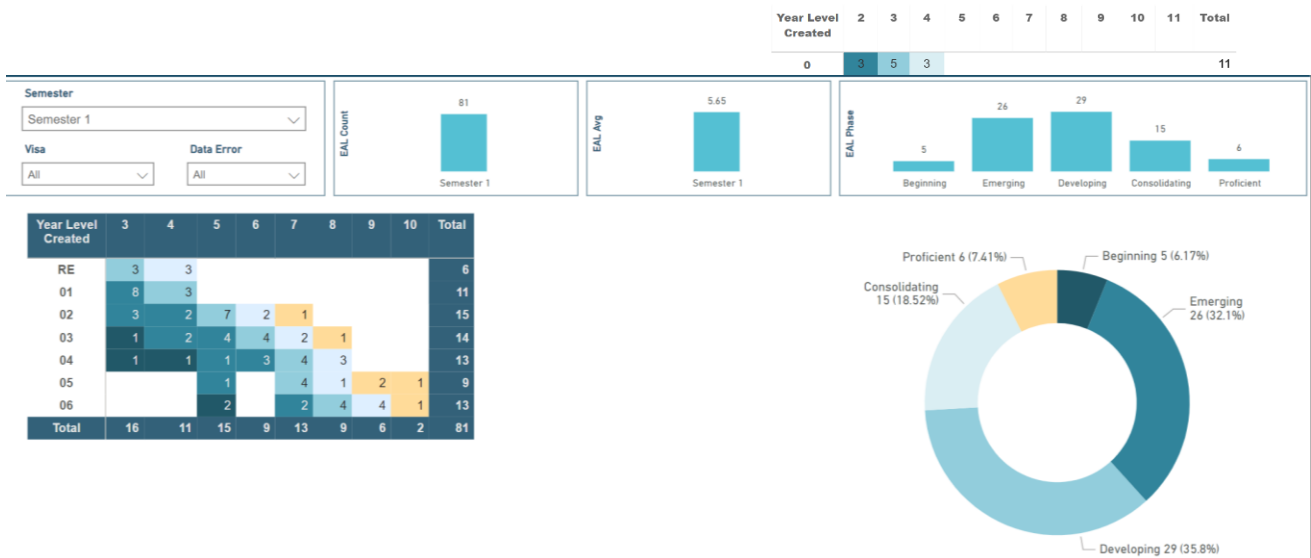 Year Level Created 2 3 4 5 6 7 8 9 10 11 Total
0 3 5 3 11
Semester
Semester 1
Visa Data Error
All All
EAL Count
81
Semester 1
EAL Avg
5.65
Semester 1
EAL Phase
5 26 29 15 6
Beginning Emerging Developing Consolidating Proficient
Year Level Created 3 4 5 6 7 8 9 10 Total
RE 3 3 6
01 8 3 11
02 3 2 7 2 1 15
03 1 2 4 4 2 1 14
04 1 1 1 3 4 3 13
05 1 4 1 2 1 9
06 2 2 4 4 1 13
Total 16 11 15 9 13 9 6 2 81
Proficient 6 (7.41%)
Beginning 5 (6.17%)
Consolidating
15 (18.52%)
Emerging
26 (32.1%)
Developing 29 (35.8%)